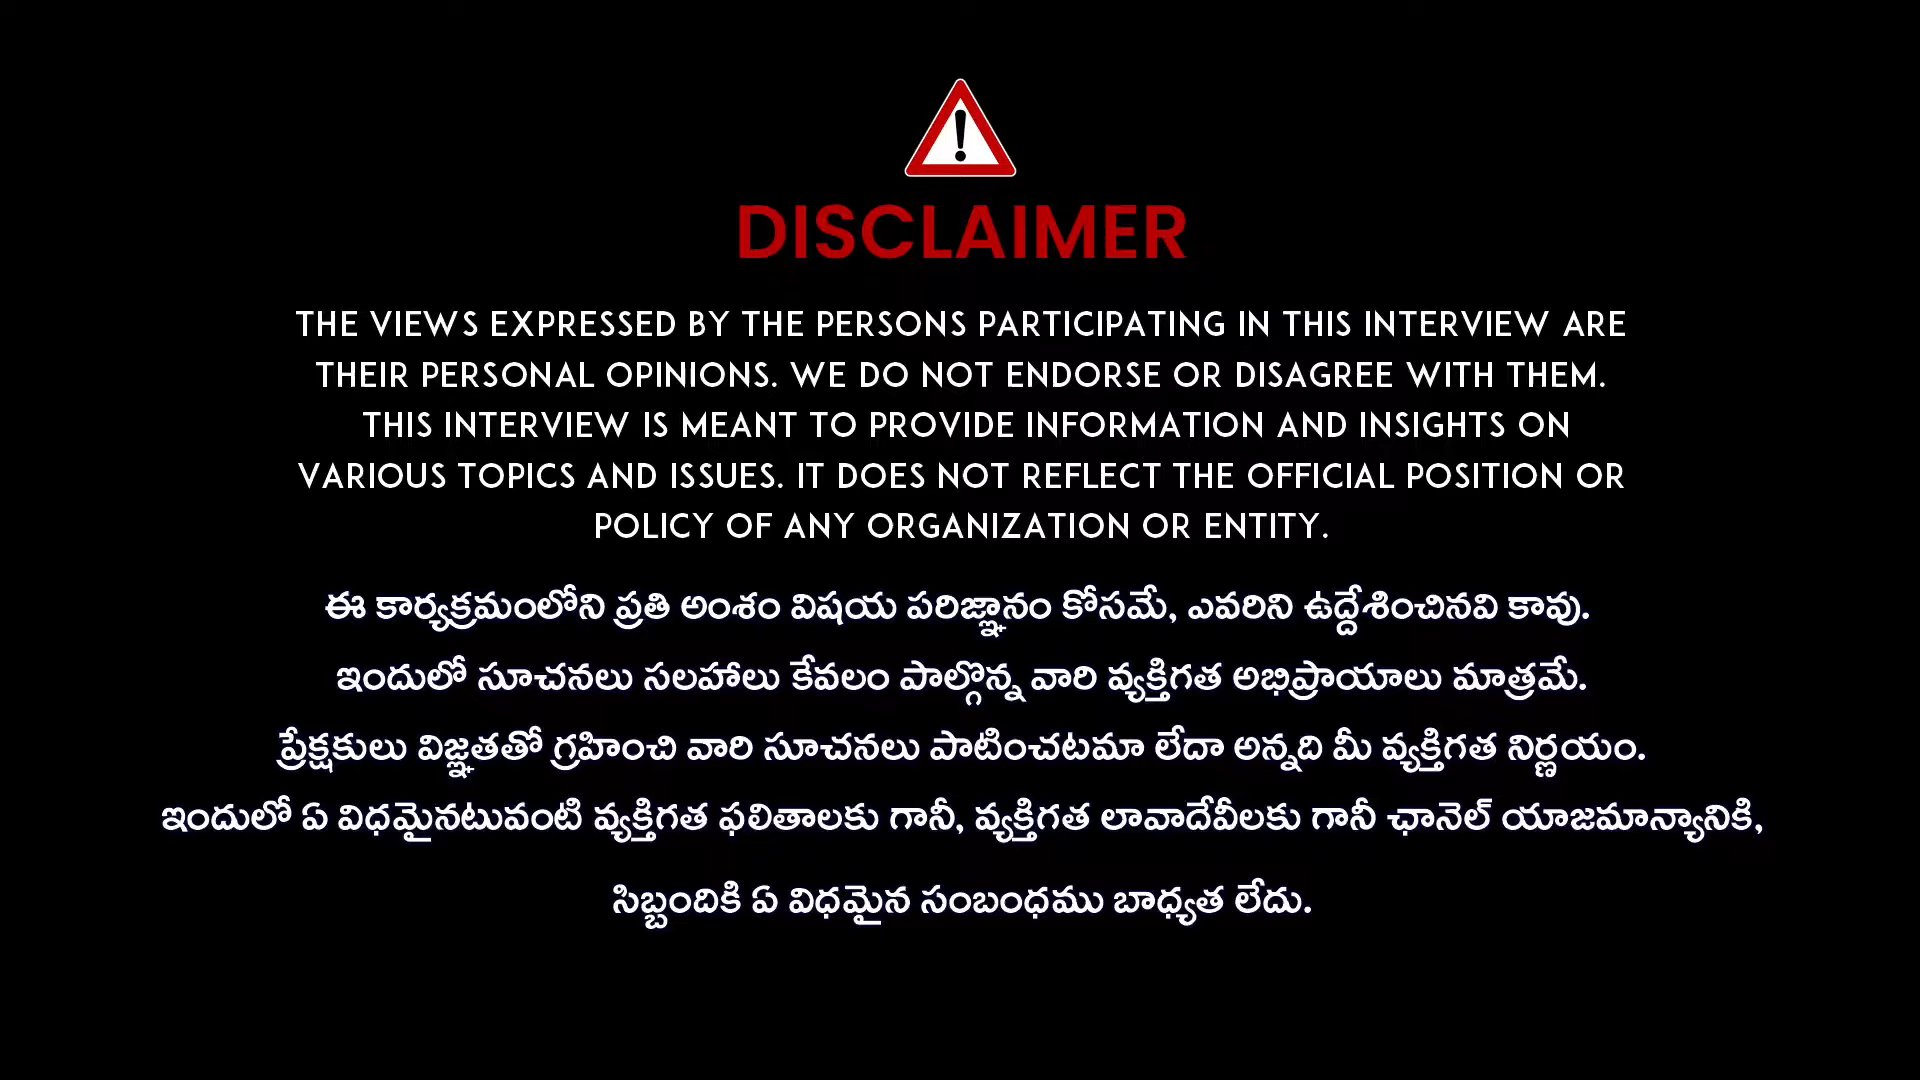 DISCLAIMER
THE VIEWS EXPRESSED BY THE PERSONS PARTICIPATING IN THIS INTERVIEW ARE
THEIR PERSONAL OPINIONS. WE DO NOT ENDORSE OR DISAGREE WITH THEM.
THIS INTERVIEW IS MEANT TO PROVIDE INFORMATION AND INSIGHTS ON
VARIOUS TOPICS AND ISSUES. IT DOES NOT REFLECT THE OFFICIAL POSITION OR
POLICY OF ANY ORGANIZATION OR ENTITY.
ఈ కార్యక్రమంలోని ప్రతి అంశం విషయ పరిజ్ఞానం కోసమే, ఎవరిని ఉద్దేశించినవి కావు.
ఇందులో సూచనలు సలహాలు కేవలం పాల్గొన్న వారి వ్యక్తిగత అభిప్రాయాలు మాత్రమే.
ప్రేక్షకులు విజ్ఞతతో గ్రహించి వారి సూచనలు పాటించటమా లేదా అన్నది మీ వ్యక్తిగత నిర్ణయం.
ఇందులో ఏ విధమైనటువంటి వ్యక్తిగత ఫలితాలకు గానీ, వ్యక్తిగత లావాదేవీలకు గానీ ఛానెల్ యాజమాన్యానికి,
సిబ్బందికి ఏ విధమైన సంబంధము బాధ్యత లేదు.